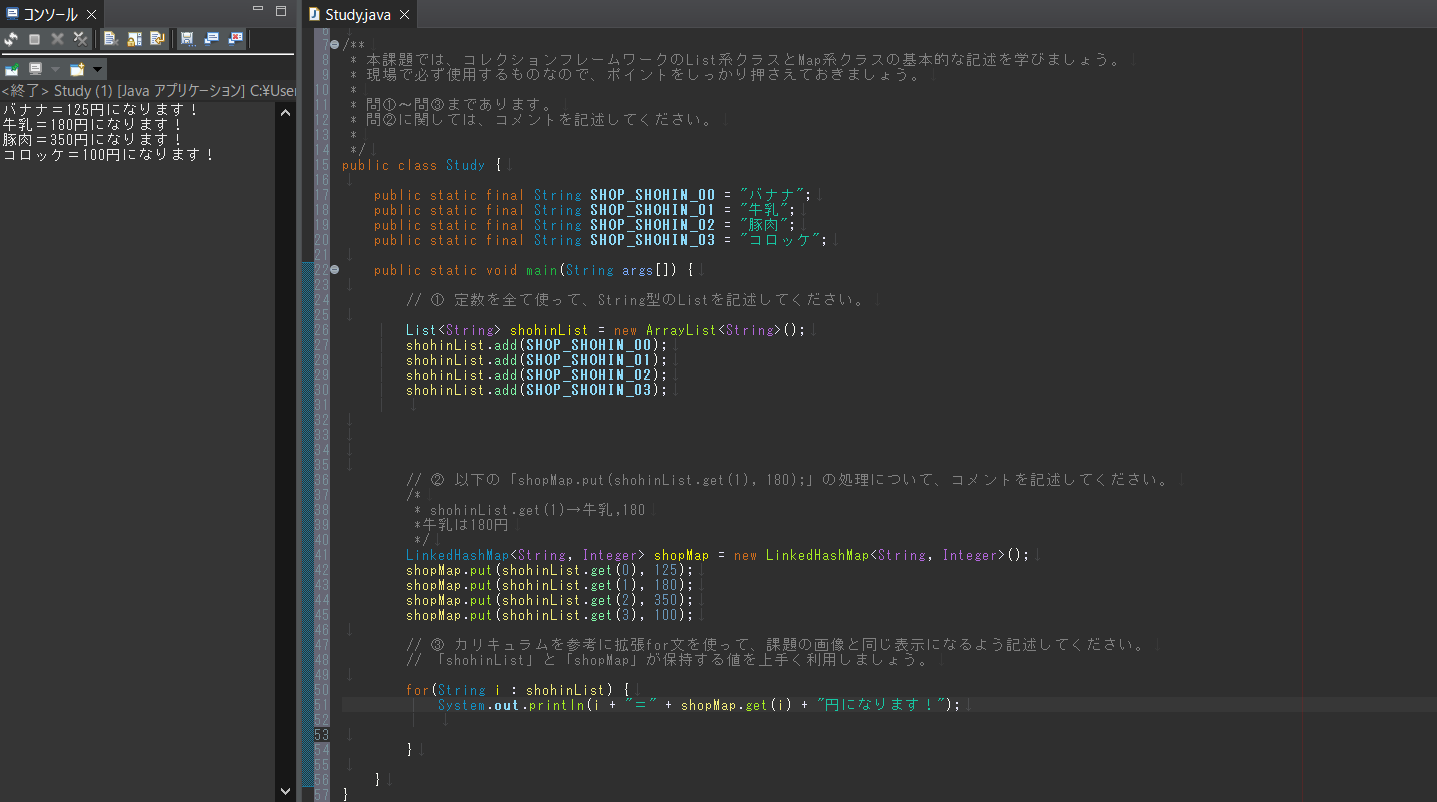 コンソール
<終了> Study (1) [Java アプリケーション] C:¥User
バナナ＝125円になります！
牛乳＝180円になります！
豚肉＝350円になります！
コロッケ＝100円になります！
Study.java
6
7 /**
8 * 本課題では、コレクションフレームワークのList系クラスとMap系クラスの基本的な記述を学びましょう。
9 * 現場で必ず使用するものなので、ポイントをしっかり押さえておきましょう。
10 *
11 * 問①～問③まであります。
12 * 問②に関しては、コメントを記述してください。
13 *
14 */
15 public class Study {
16
17 public static final String SHOP_SHOHIN_00 = "バナナ";
18 public static final String SHOP_SHOHIN_01 = "牛乳";
19 public static final String SHOP_SHOHIN_02 = "豚肉";
20 public static final String SHOP_SHOHIN_03 = "コロッケ";
21
22 public static void main(String args[]) {
23
24 // ① 定数を全て使って、String型のListを記述してください。
25
26 List<String> shohinList = new ArrayList<String>();
27 shohinList.add(SHOP_SHOHIN_00);
28 shohinList.add(SHOP_SHOHIN_01);
29 shohinList.add(SHOP_SHOHIN_02);
30 shohinList.add(SHOP_SHOHIN_03);
31
32
33
34
35
36 // ② 以下の「shopMap.put(shohinList.get(1), 180);」の処理について、コメントを記述してください。
37 /*
38 * shohinList.get(1)→牛乳,180
39 *牛乳は180円
40 */
41 LinkedHashMap<String, Integer> shopMap = new LinkedHashMap<String, Integer>();
42 shopMap.put(shohinList.get(0), 125);
43 shopMap.put(shohinList.get(1), 180);
44 shopMap.put(shohinList.get(2), 350);
45 shopMap.put(shohinList.get(3), 100);
46
47 // ③ カリキュラムを参考に拡張for文を使って、課題の画像と同じ表示になるよう記述してください。
48 // 「shohinList」と「shopMap」が保持する値を上手く利用しましょう。
49
50 for(String i : shohinList) {
51 System.out.println(i + "＝" + shopMap.get(i) + "円になります！");
52
53
54 }
55
56 }
57 }